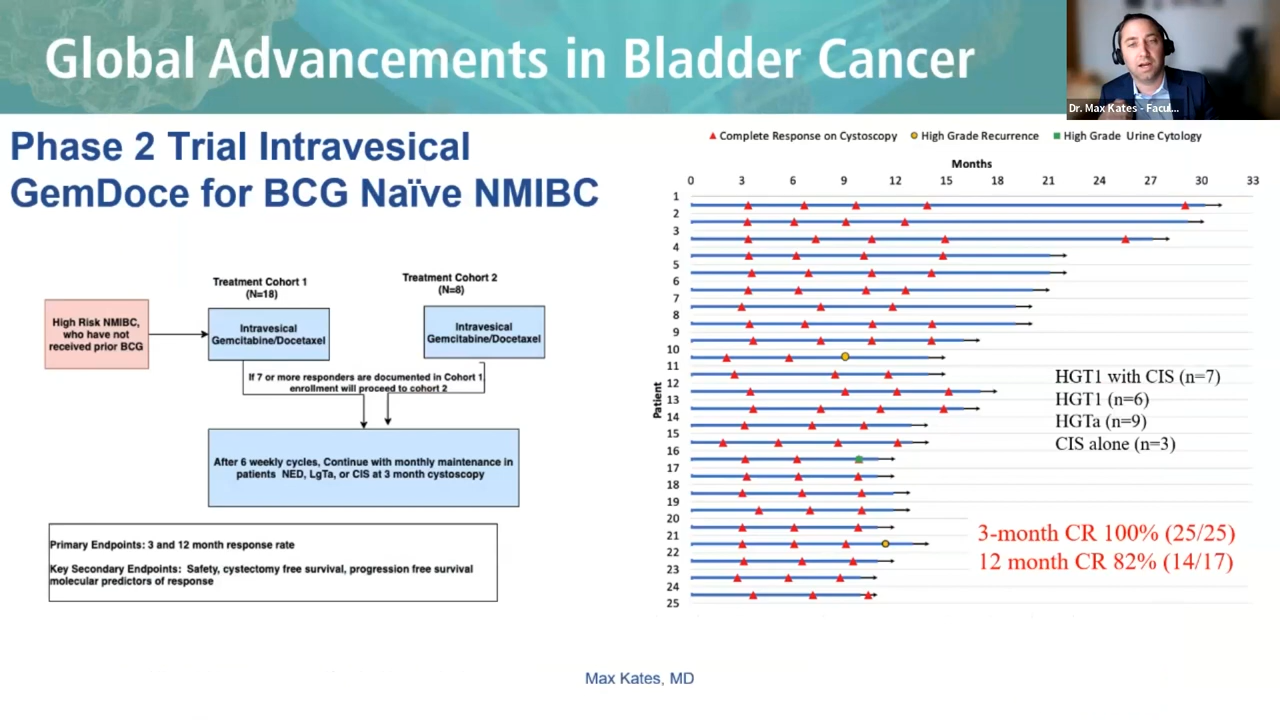 Global Advancements in Bladder Cancer
Dr. Max Kates - Facul...
Phase 2 Trial Intravesical
GemDoce for BCG Naïve NMIBC
Treatment Cohort 1
(N=18)
Treatment Cohort 2
(N=8)
High Risk NMIBC,
who have not
received prior BCG
Intravesical
Gemcitabine/Docetaxel
Intravesical
Gemcitabine/Docetaxel
If 7 or more responders are documented in Cohort 1,
enrollment will proceed to cohort 2
After 6 weekly cycles, Continue with monthly maintenance in
patients NED, LgTa, or CIS at 3 month cystoscopy
Primary Endpoints: 3 and 12 month response rate
Key Secondary Endpoints: Safety, cystectomy free survival, progression free survival
molecular predictors of response
Complete Response on Cystoscopy High Grade Recurrence High Grade Urine Cytology
Months
0 3 6 9 12 15 18 21 24 27 30 33
Patient
1
2
3
4
5
6
7
8
9
10
11
12
13
14
15
16
17
18
19
20
21
22
23
24
25
HGT1 with CIS (n=7)
HGT1 (n=6)
HGTa (n=9)
CIS alone (n=3)
3-month CR 100% (25/25)
12 month CR 82% (14/17)
Max Kates, MD